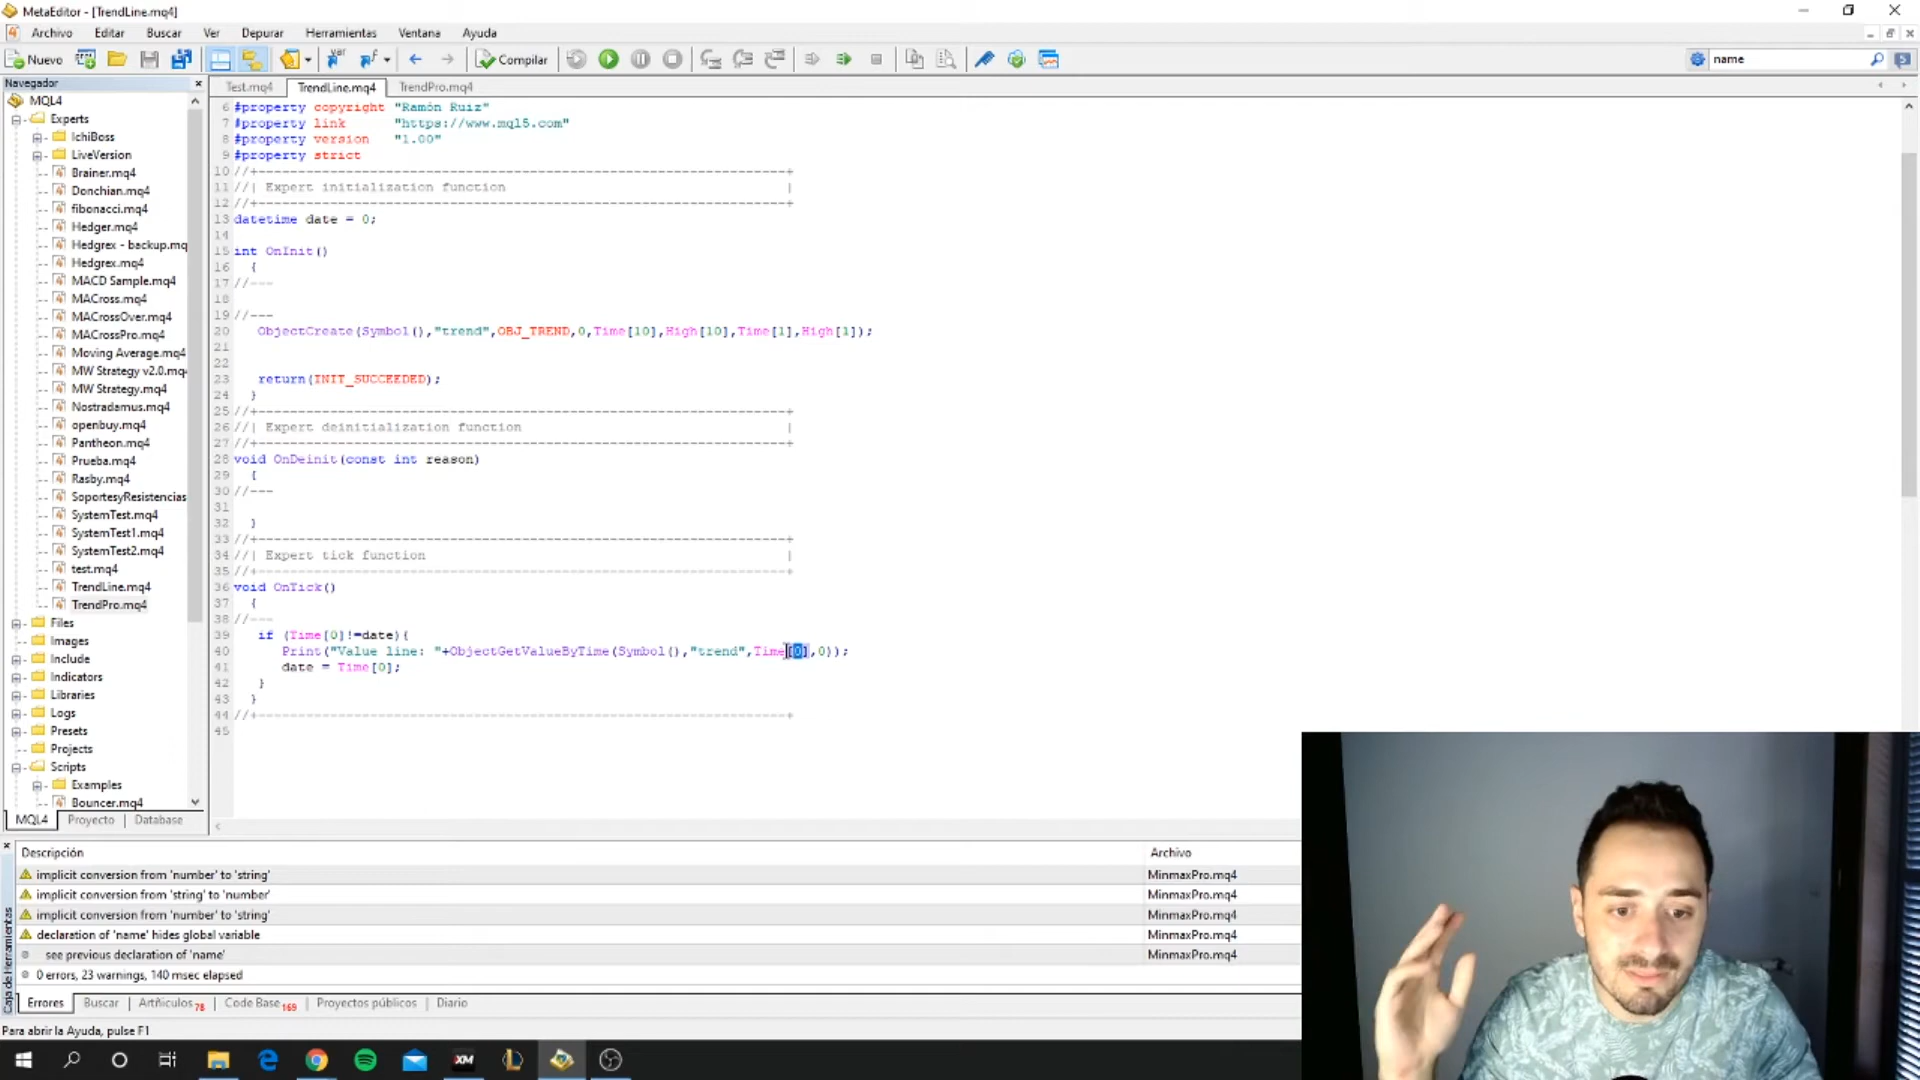 MetaEditor - [TrendLine.mq4]
Archivo Editar Buscar Ver Depurar Herramientas Ventana Ayuda
Nuevo Compilar name
Navegador
Test.mq4 TrendLine.mq4 TrendPro.mq4
MQL4
Experts
IchiBoss
LiveVersion
Brainer.mq4
Donchian.mq4
fibonacci.mq4
Hedger.mq4
Hedgrex - backup.mq
Hedgrex.mq4
MACD Sample.mq4
MACross.mq4
MACrossOver.mq4
MACrossPro.mq4
Moving Average.mq4
MW Strategy v2.0.mq4
MW Strategy.mq4
Nostradamus.mq4
openbuy.mq4
Pantheon.mq4
Prueba.mq4
Rasby.mq4
SoportesyResistencias
SystemTest.mq4
SystemTest1.mq4
SystemTest2.mq4
test.mq4
TrendLine.mq4
TrendPro.mq4
Files
Images
Include
Indicators
Libraries
Logs
Presets
Projects
Scripts
Examples
Bouncer.mq4
MQL4 Proyecto Database
6 #property copyright "Ramón Ruiz"
7 #property link "https://www.mql5.com"
8 #property version "1.00"
9 #property strict
10 //+------------------------------------------------------------------+
11 //| Expert initialization function |
12 //+------------------------------------------------------------------+
13 datetime date = 0;
14
15 int OnInit()
16 {
17 //---
18
19 //---
20 ObjectCreate(Symbol(),"trend",OBJ_TREND,0,Time[10],High[10],Time[1],High[1]);
21
22
23 return(INIT_SUCCEEDED);
24 }
25 //+------------------------------------------------------------------+
26 //| Expert deinitialization function |
27 //+------------------------------------------------------------------+
28 void OnDeinit(const int reason)
29 {
30 //---
31
32 }
33 //+------------------------------------------------------------------+
34 //| Expert tick function |
35 //+------------------------------------------------------------------+
36 void OnTick()
37 {
38 //---
39 if (Time[0]!=date){
40 Print("Value line: "+ObjectGetValueByTime(Symbol(),"trend",Time[0],0));
41 date = Time[0];
42 }
43 }
44 //+------------------------------------------------------------------+
45
Caja de Herramientas
Descripción Archivo
implicit conversion from 'number' to 'string' MinmaxPro.mq4
implicit conversion from 'string' to 'number' MinmaxPro.mq4
implicit conversion from 'number' to 'string' MinmaxPro.mq4
declaration of 'name' hides global variable MinmaxPro.mq4
see previous declaration of 'name' MinmaxPro.mq4
0 errors, 23 warnings, 140 msec elapsed
Errores Buscar Artículos 78 Code Base 169 Proyectos públicos Diario
Para abrir la Ayuda, pulse F1
XM